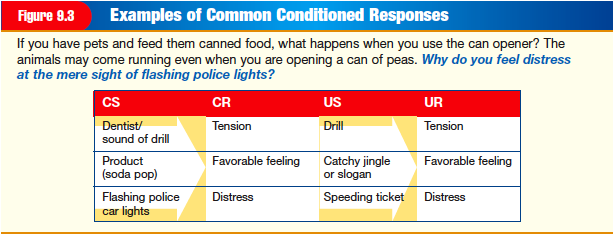 Figure 9.3 Examples of Common Conditioned Responses
If you have pets and feed them canned food, what happens when you use the can opener? The
animals may come running even when you are opening a can of peas. Why do you feel distress
at the mere sight of flashing police lights?
CS CR US UR
Dentist/ Tension Drill Tension
sound of drill
Product Favorable feeling Catchy jingle Favorable feeling
(soda pop) or slogan
Flashing police Distress Speeding ticket Distress
car lights